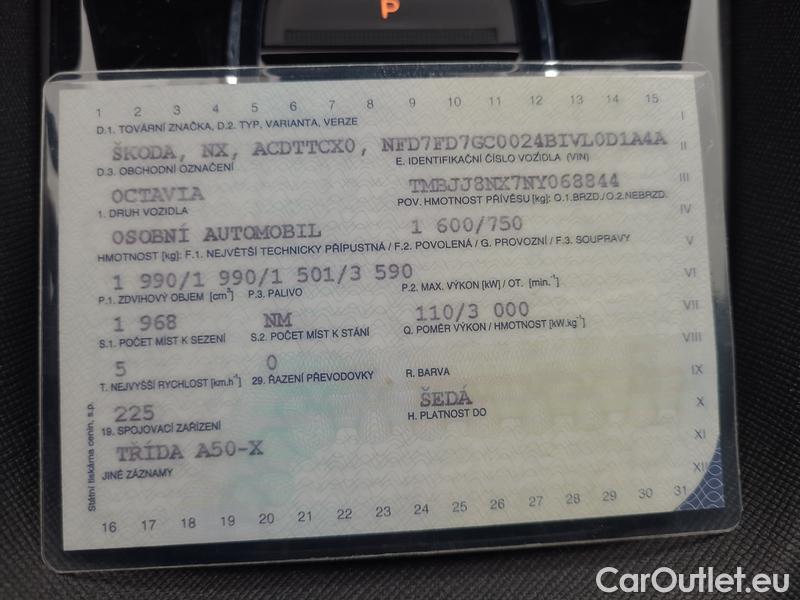 P
1 2 3 4 5 6 7 8 9 10 11 12 13 14 15
D.1. TOVÁRNÍ ZNAČKA, D.2. TYP, VARIANTA, VERZE
I
ŠKODA, NX, ACDTTCX0, NFD7FD7GC0024BIVL0D1A4A
II
D.3. OBCHODNÍ OZNAČENÍ E. IDENTIFIKAČNÍ ČÍSLO VOZIDLA (VIN)
OCTAVIA TMBJJ8NX7NY068844
III
1. DRUH VOZIDLA POV. HMOTNOST PŘÍVĚSU [kg]: O.1.BRZD./O.2.NEBRZD.
OSOBNÍ AUTOMOBIL 1 600/750
IV
HMOTNOST [kg]: F.1. NEJVĚTŠÍ TECHNICKY PŘÍPUSTNÁ / F.2. POVOLENÁ / G. PROVOZNÍ / F.3. SOUPRAVY
V
1 990/1 990/1 501/3 590
VI
P.1. ZDVIHOVÝ OBJEM [cm³] P.3. PALIVO P.2. MAX. VÝKON [kW] / OT. [min.⁻¹]
1 968 NM 110/3 000
VII
S.1. POČET MÍST K SEZENÍ S.2. POČET MÍST K STÁNÍ Q. POMĚR VÝKON / HMOTNOST [kW.kg⁻¹]
5 0
VIII
T. NEJVYŠŠÍ RYCHLOST [km.h⁻¹] 29. ŘAZENÍ PŘEVODOVKY R. BARVA
IX
225 ŠEDÁ
X
19. SPOJOVACÍ ZAŘÍZENÍ H. PLATNOST DO
TŘÍDA A50-X
XI
JINÉ ZÁZNAMY
XII
Státní tiskárna cenin, s.p.
16 17 18 19 20 21 22 23 24 25 26 27 28 29 30 31
CarOutlet.eu